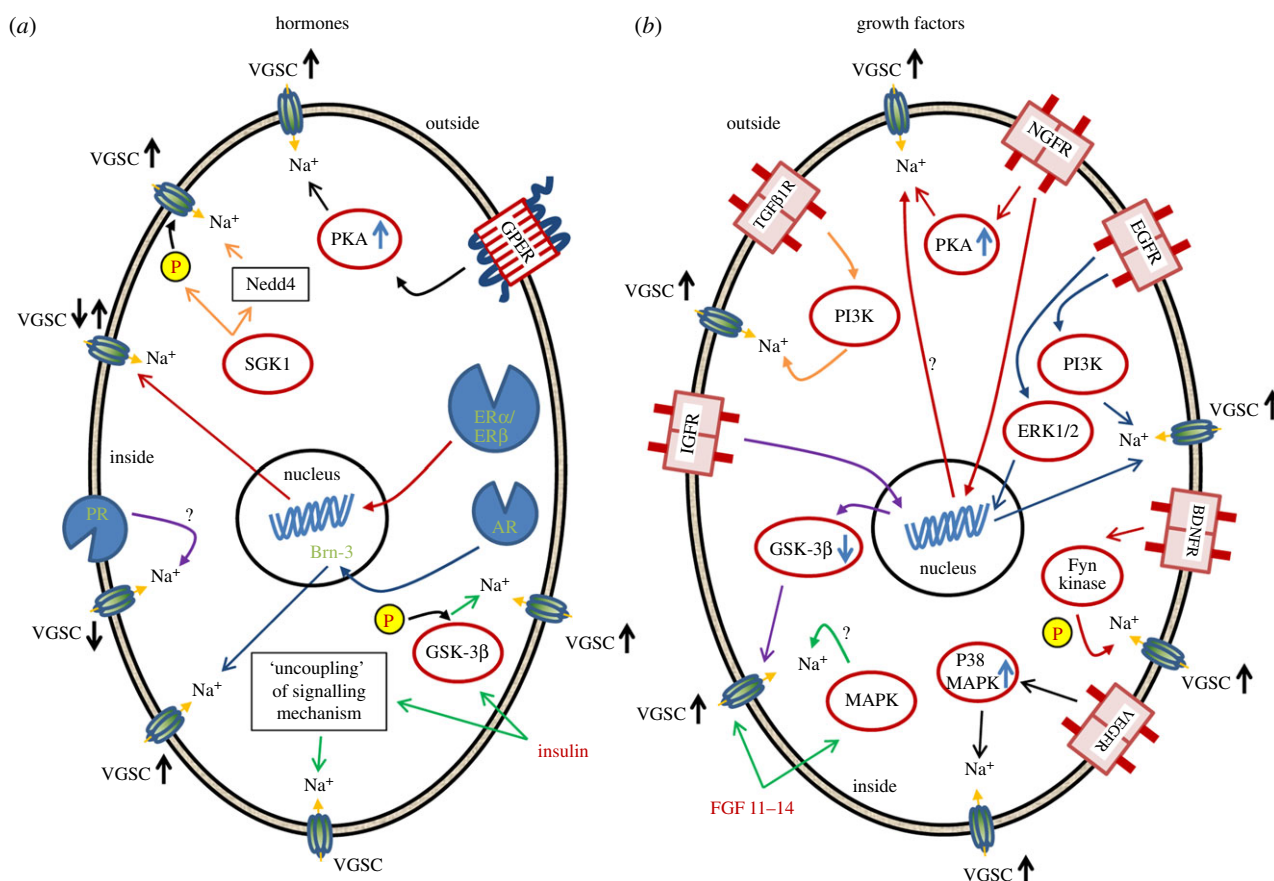 (a)
hormones
VGSC
outside
VGSC
Na+
Na+
PKA
GPER
P
Nedd4
VGSC
Na+
SGK1
ERα/
ERβ
inside
nucleus
PR
?
AR
Brn-3
Na+
Na+
P
VGSC
GSK-3β
VGSC
Na+
'uncoupling'
of signalling
mechanism
insulin
VGSC
Na+
VGSC
(b)
growth factors
VGSC
outside
NGFR
Na+
TGFβ1R
EGFR
PKA
VGSC
PI3K
Na+
?
PI3K
VGSC
IGFR
ERK1/2
Na+
BDNFR
GSK-3β
nucleus
Fyn
kinase
P
Na+
?
Na+
P38
MAPK
VGSC
MAPK
VGSC
VEGFR
Na+
inside
FGF 11–14
VGSC